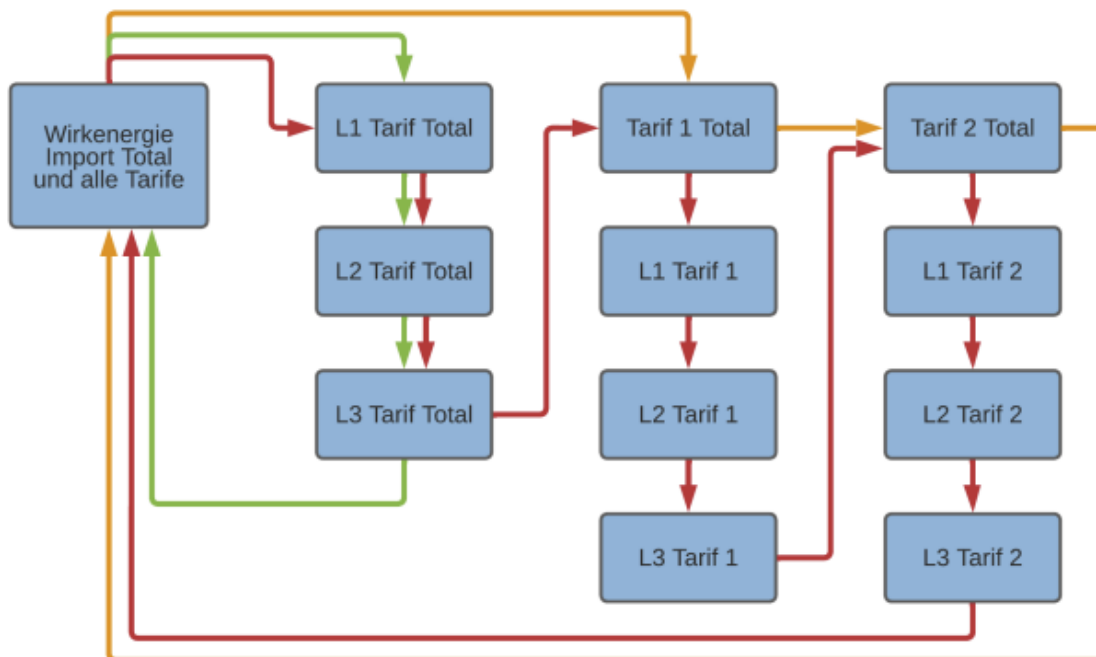 Wirkenergie
Import Total
und alle Tarife
L1 Tarif Total
Tarif 1 Total
Tarif 2 Total
L2 Tarif Total
L1 Tarif 1
L1 Tarif 2
L3 Tarif Total
L2 Tarif 1
L2 Tarif 2
L3 Tarif 1
L3 Tarif 2